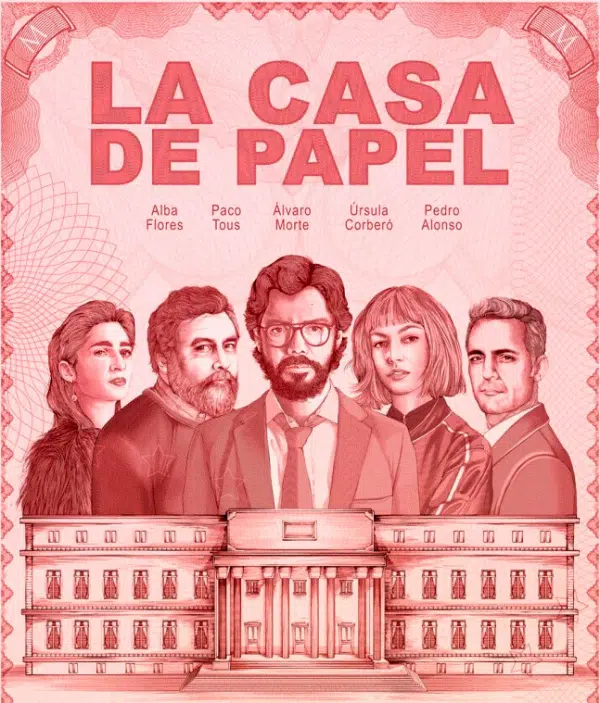 M M
LA CASA
DE PAPEL
Alba Paco Álvaro Úrsula Pedro
Flores Tous Morte Corberó Alonso